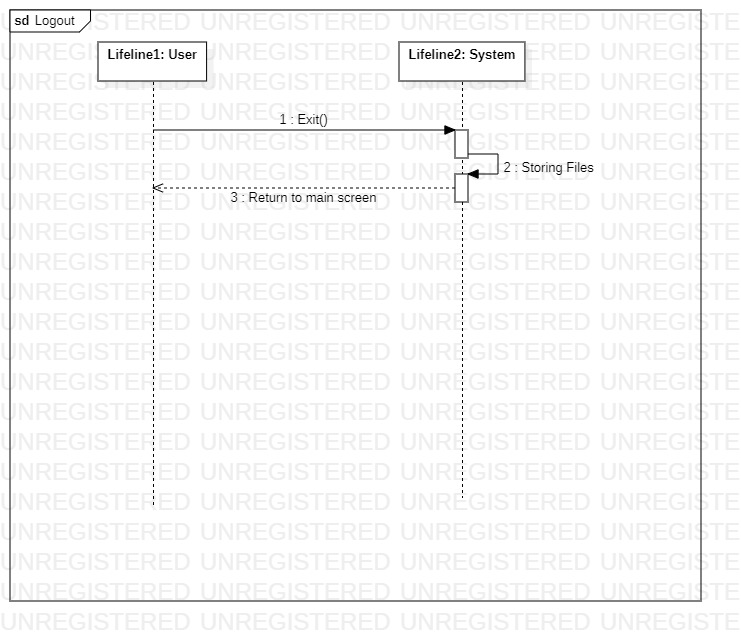 sd Logout
Lifeline1: User
Lifeline2: System
1 : Exit()
2 : Storing Files
3 : Return to main screen
UNREGISTERED UNREGISTERED UNREGISTERED UNREGISTE